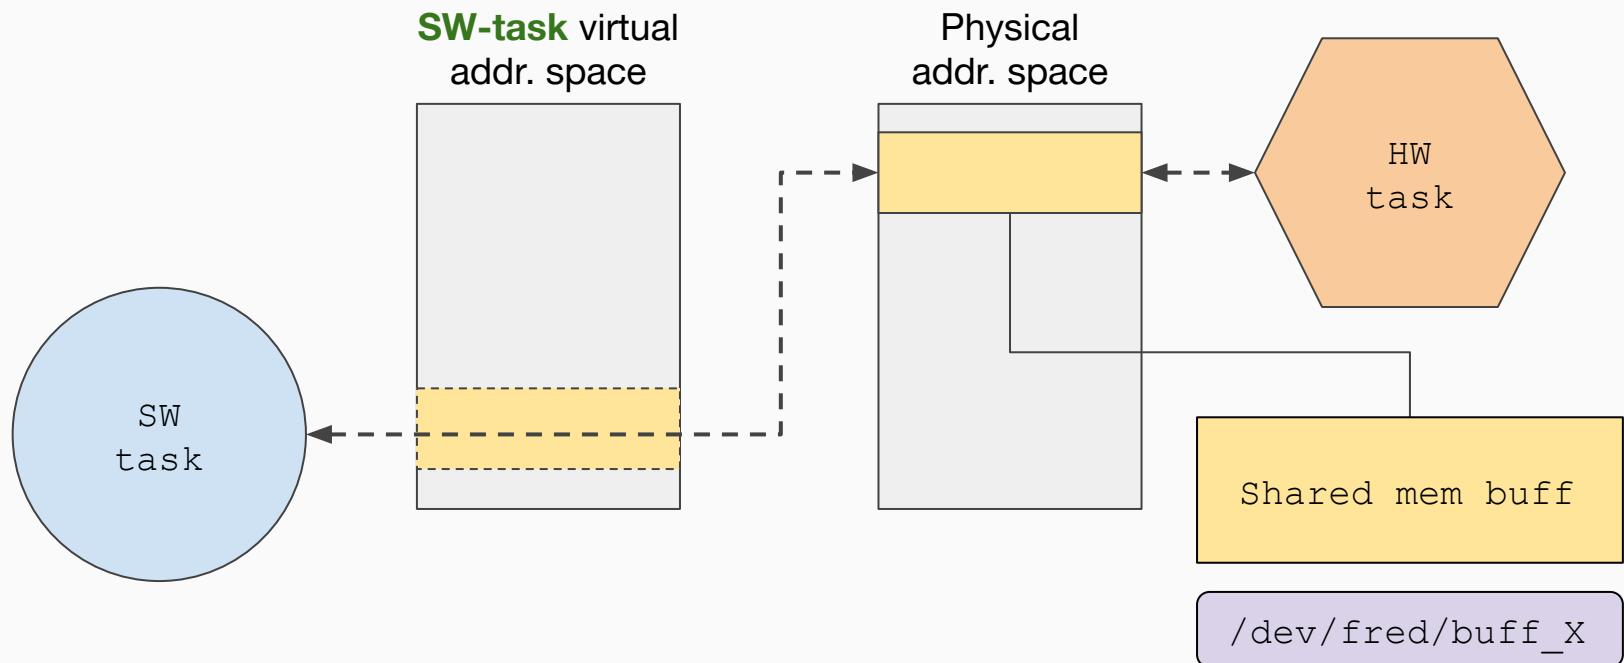 SW-task virtual
addr. space
Physical
addr. space
HW
task
SW
task
Shared mem buff
/dev/fred/buff_X